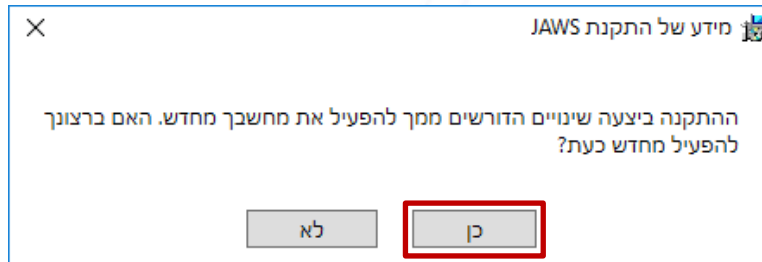 מידע של התקנת JAWS
ההתקנה ביצעה שינויים הדורשים ממך להפעיל את מחשבך מחדש. האם ברצונך
להפעיל מחדש כעת?
כן
לא